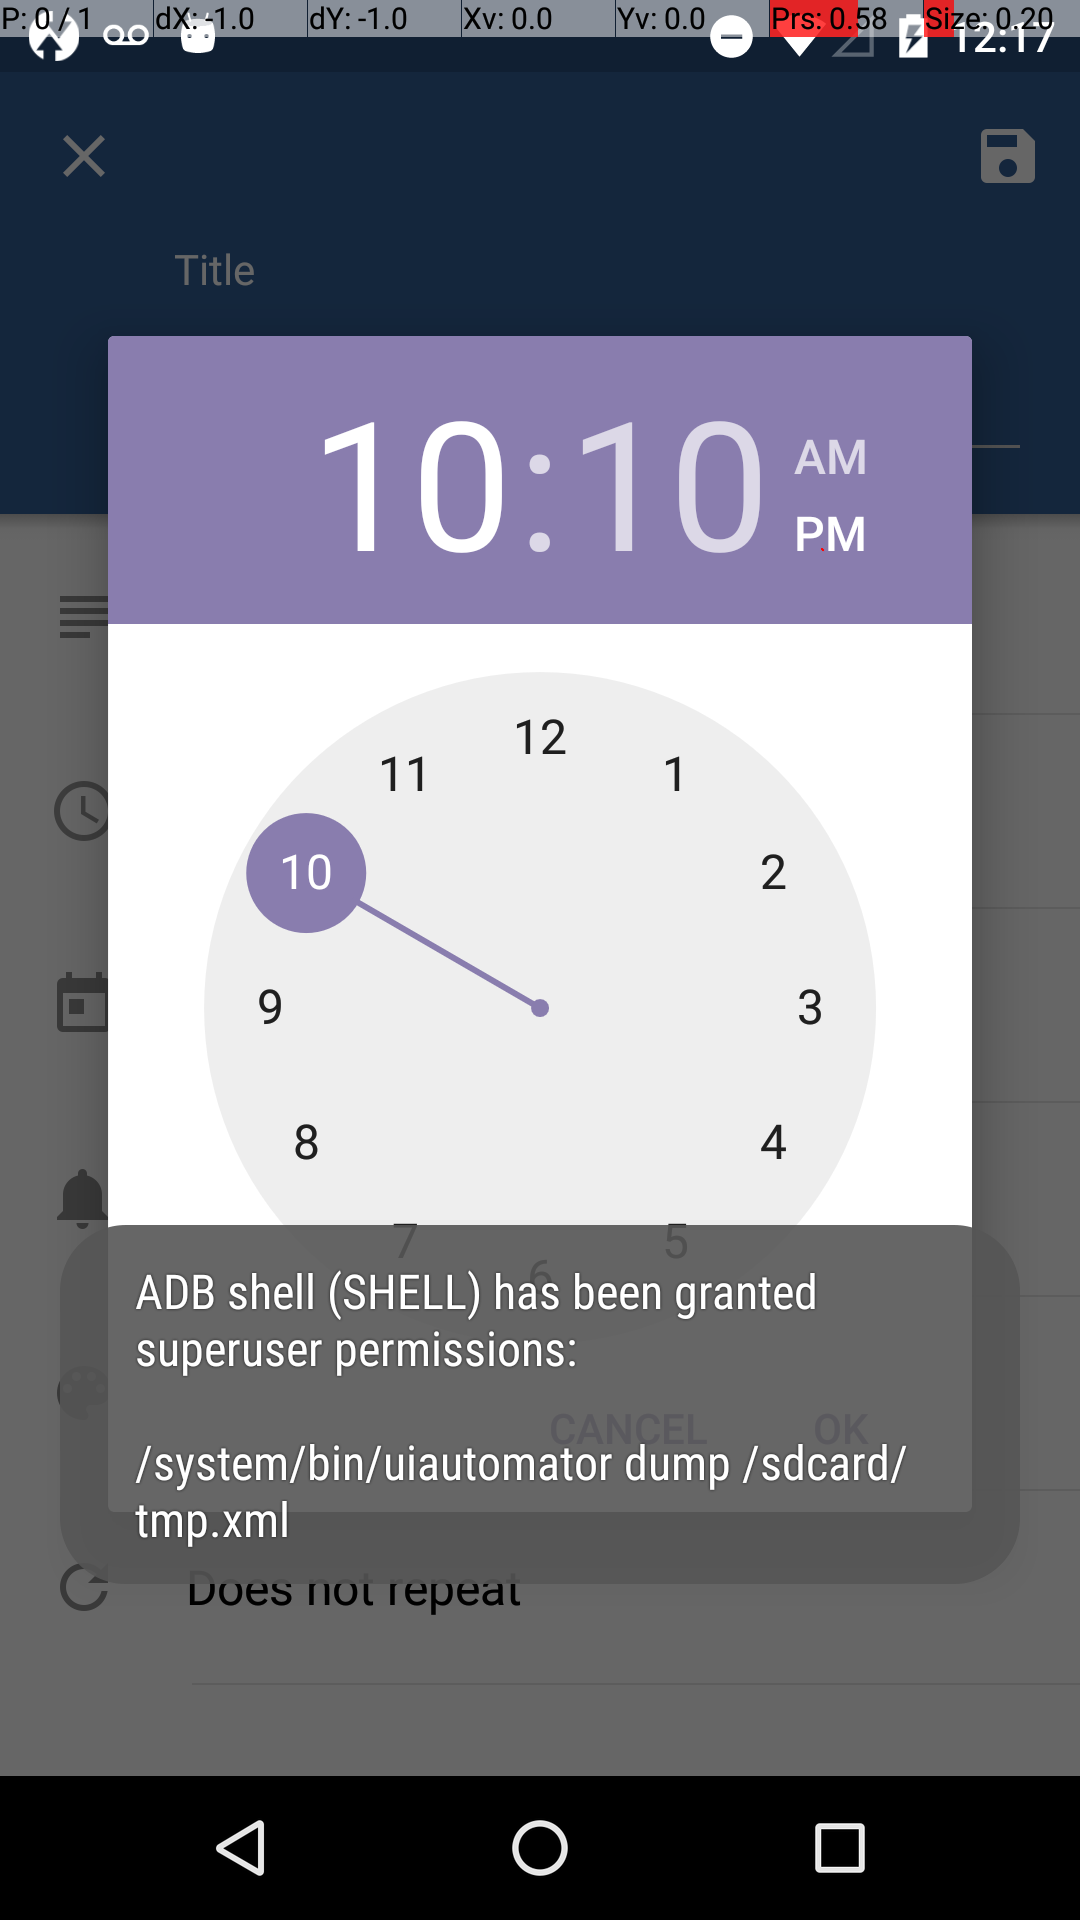 P: 0 / 1 dX: -1.0 dY: -1.0 Xv: 0.0 Yv: 0.0 Prs: 0.58 Size: 0.20
12:17
Title
10:10 AM
PM
12
11 1
10 2
9 3
8 4
7 5
6
ADB shell (SHELL) has been granted
superuser permissions:
CANCEL OK
/system/bin/uiautomator dump /sdcard/
tmp.xml
Does not repeat